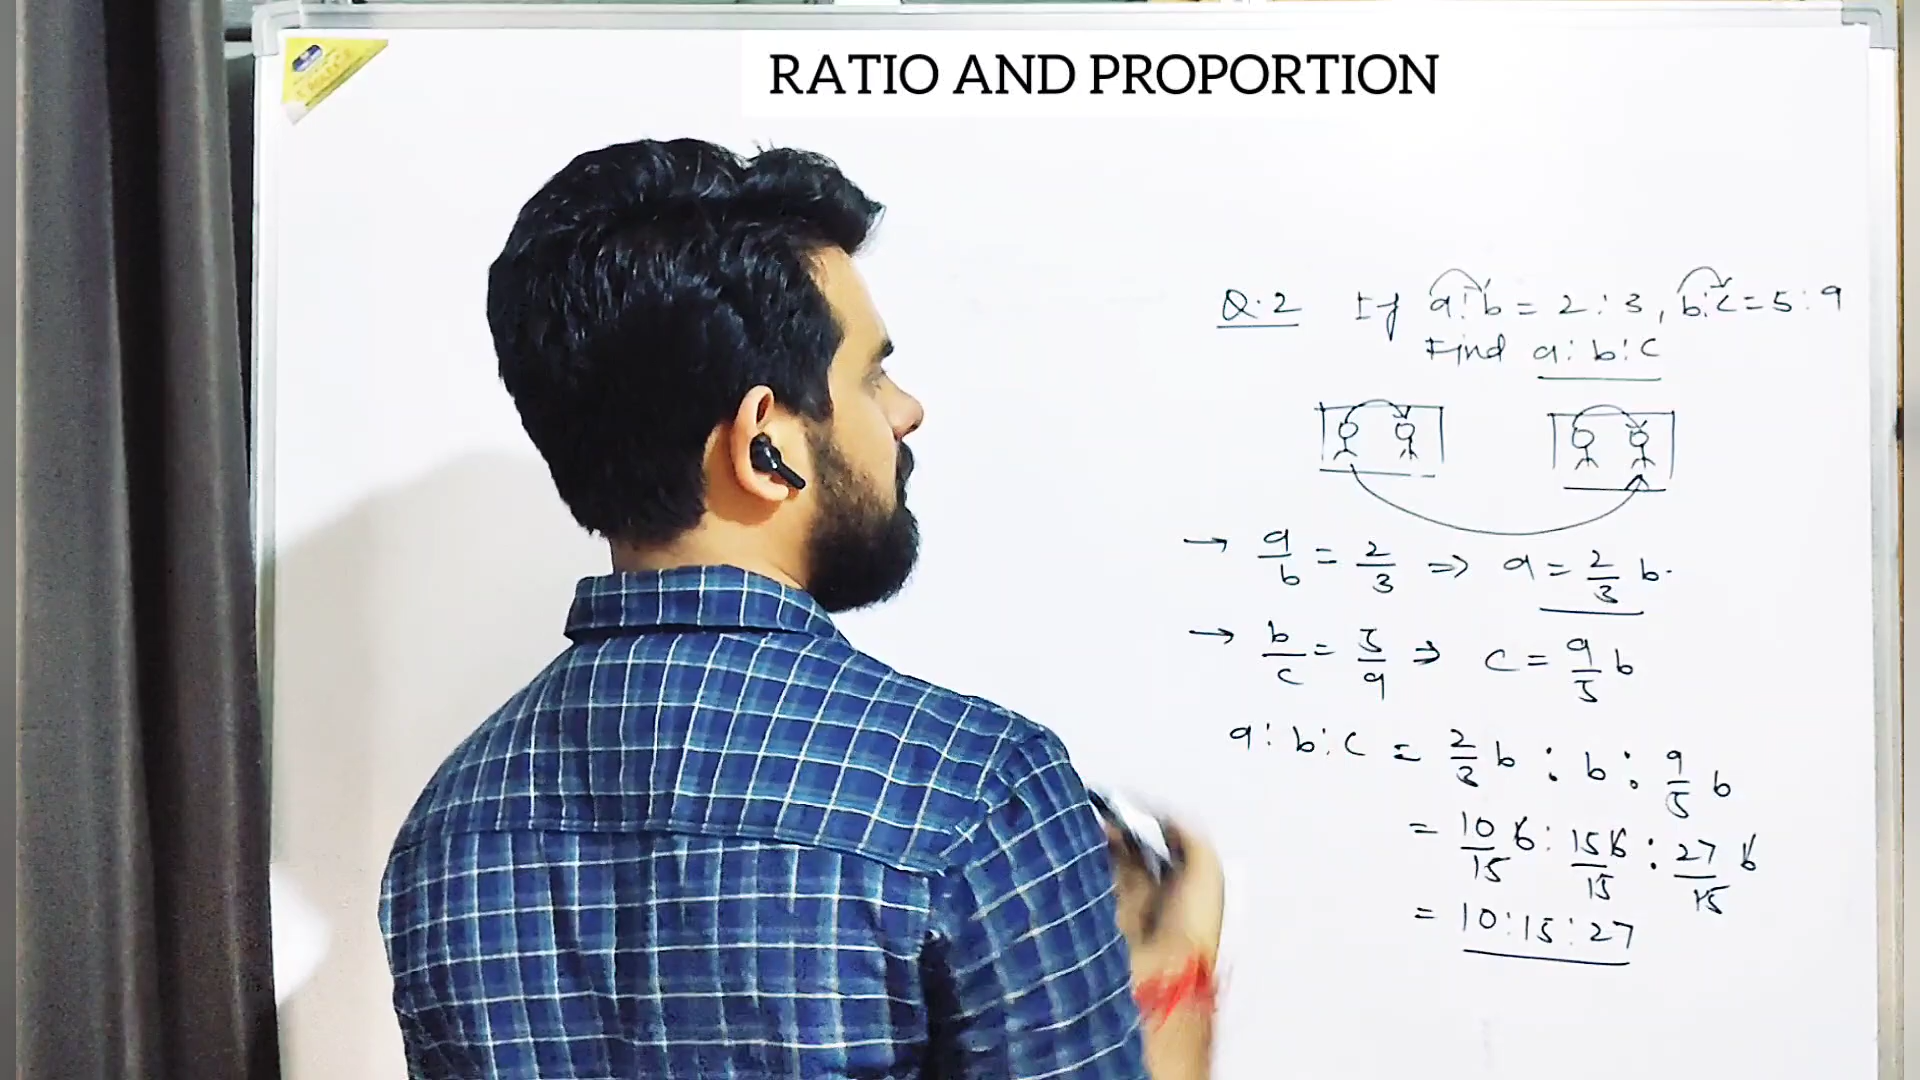 RATIO AND PROPORTION
Q.2 If a:b = 2:3, b:c = 5:9
Find a:b:c
→ a/b = 2/3 => a = 2/3 b.
→ b/c = 5/9 => c = 9/5 b
a:b:c = 2/3 b : b : 9/5 b
= 10/15 b : 15b/15 : 27/15 b
= 10:15:27